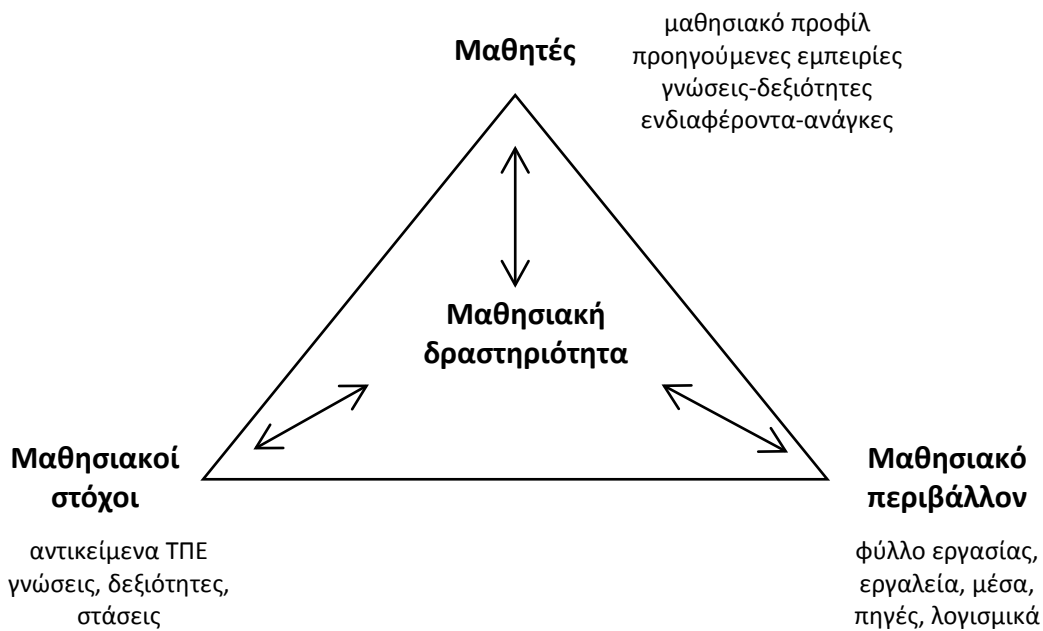 Μαθητές
μαθησιακό προφίλ
προηγούμενες εμπειρίες
γνώσεις-δεξιότητες
ενδιαφέροντα-ανάγκες
Μαθησιακή
δραστηριότητα
Μαθησιακοί
στόχοι
αντικείμενα ΤΠΕ
γνώσεις, δεξιότητες,
στάσεις
Μαθησιακό
περιβάλλον
φύλλο εργασίας,
εργαλεία, μέσα,
πηγές, λογισμικά